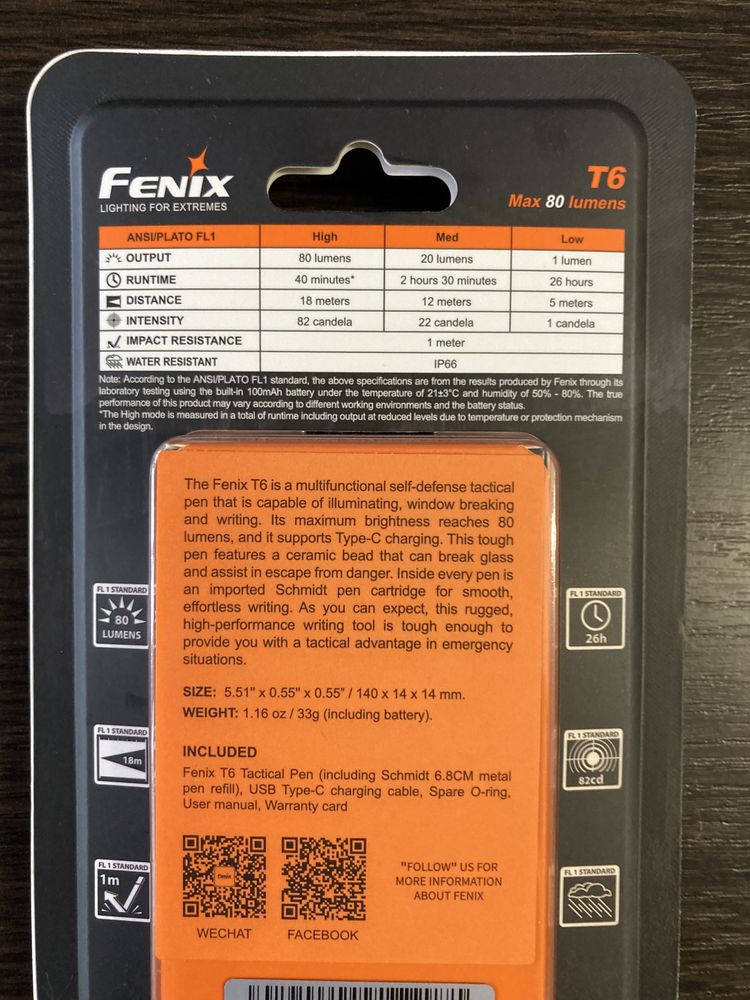 FENIX
LIGHTING FOR EXTREMES
T6
Max 80 lumens
ANSI/PLATO FL1 High Med Low
OUTPUT 80 lumens 20 lumens 1 lumen
RUNTIME 40 minutes* 2 hours 30 minutes 26 hours
DISTANCE 18 meters 12 meters 5 meters
INTENSITY 82 candela 22 candela 1 candela
IMPACT RESISTANCE 1 meter
WATER RESISTANT IP66
Note: According to the ANSI/PLATO FL1 standard, the above specifications are from the results produced by Fenix through its
laboratory testing using the built-in 100mAh battery under the temperature of 21±3°C and humidity of 50% - 80%. The true
performance of this product may vary according to different working environments and the battery status.
*The High mode is measured in a total of runtime including output at reduced levels due to temperature or protection mechanism
in the design.
The Fenix T6 is a multifunctional self-defense tactical
pen that is capable of illuminating, window breaking
and writing. Its maximum brightness reaches 80
lumens, and it supports Type-C charging. This tough
pen features a ceramic bead that can break glass
and assist in escape from danger. Inside every pen is
an imported Schmidt pen cartridge for smooth,
effortless writing. As you can expect, this rugged,
high-performance writing tool is tough enough to
provide you with a tactical advantage in emergency
situations.
SIZE: 5.51" x 0.55" x 0.55" / 140 x 14 x 14 mm.
WEIGHT: 1.16 oz / 33g (including battery).
INCLUDED
Fenix T6 Tactical Pen (including Schmidt 6.8CM metal
pen refill), USB Type-C charging cable, Spare O-ring,
User manual, Warranty card
Fenix
WECHAT
FACEBOOK
"FOLLOW" US FOR
MORE INFORMATION
ABOUT FENIX
FL 1 STANDARD
80
LUMENS
FL 1 STANDARD
18m
FL 1 STANDARD
1m
FL 1 STANDARD
26h
FL 1 STANDARD
82cd
FL 1 STANDARD